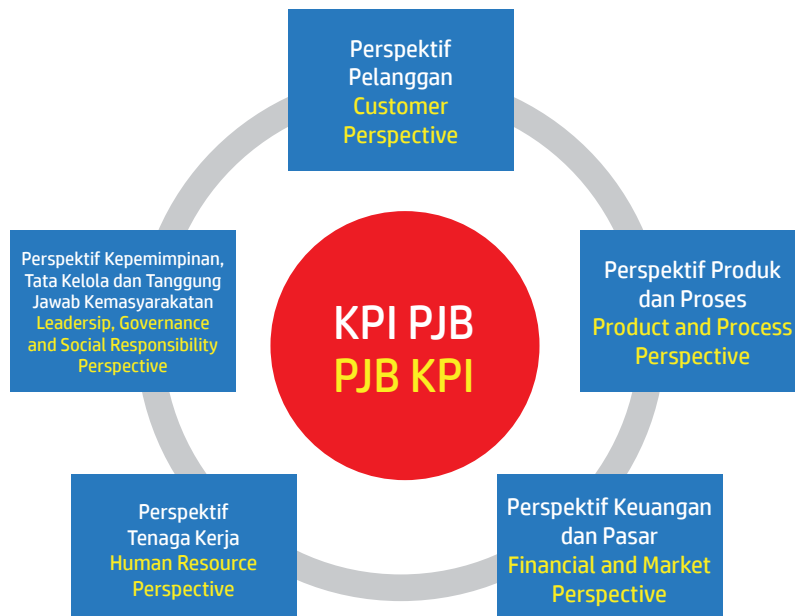 Perspektif
Pelanggan
Customer
Perspective
Perspektif Kepemimpinan,
Tata Kelola dan Tanggung
Jawab Kemasyarakatan
Leadersip, Governance
and Social Responsibility
Perspective
KPI PJB
PJB KPI
Perspektif Produk
dan Proses
Product and Process
Perspective
Perspektif
Tenaga Kerja
Human Resource
Perspective
Perspektif Keuangan
dan Pasar
Financial and Market
Perspective